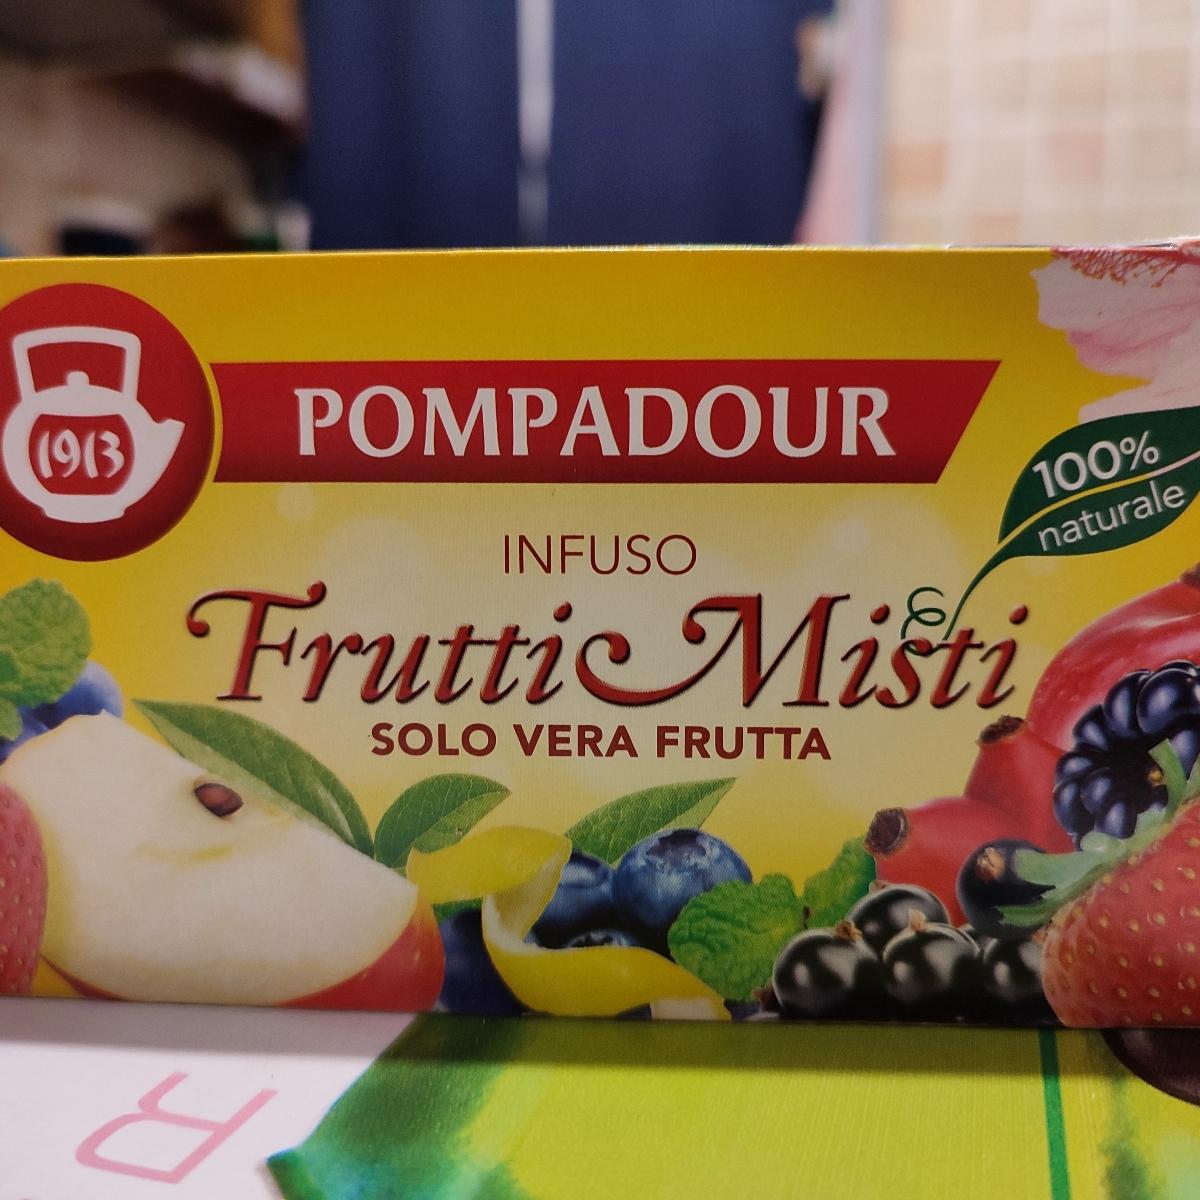 1913
POMPADOUR
100%
naturale
INFUSO
Frutti Misti
SOLO VERA FRUTTA
R